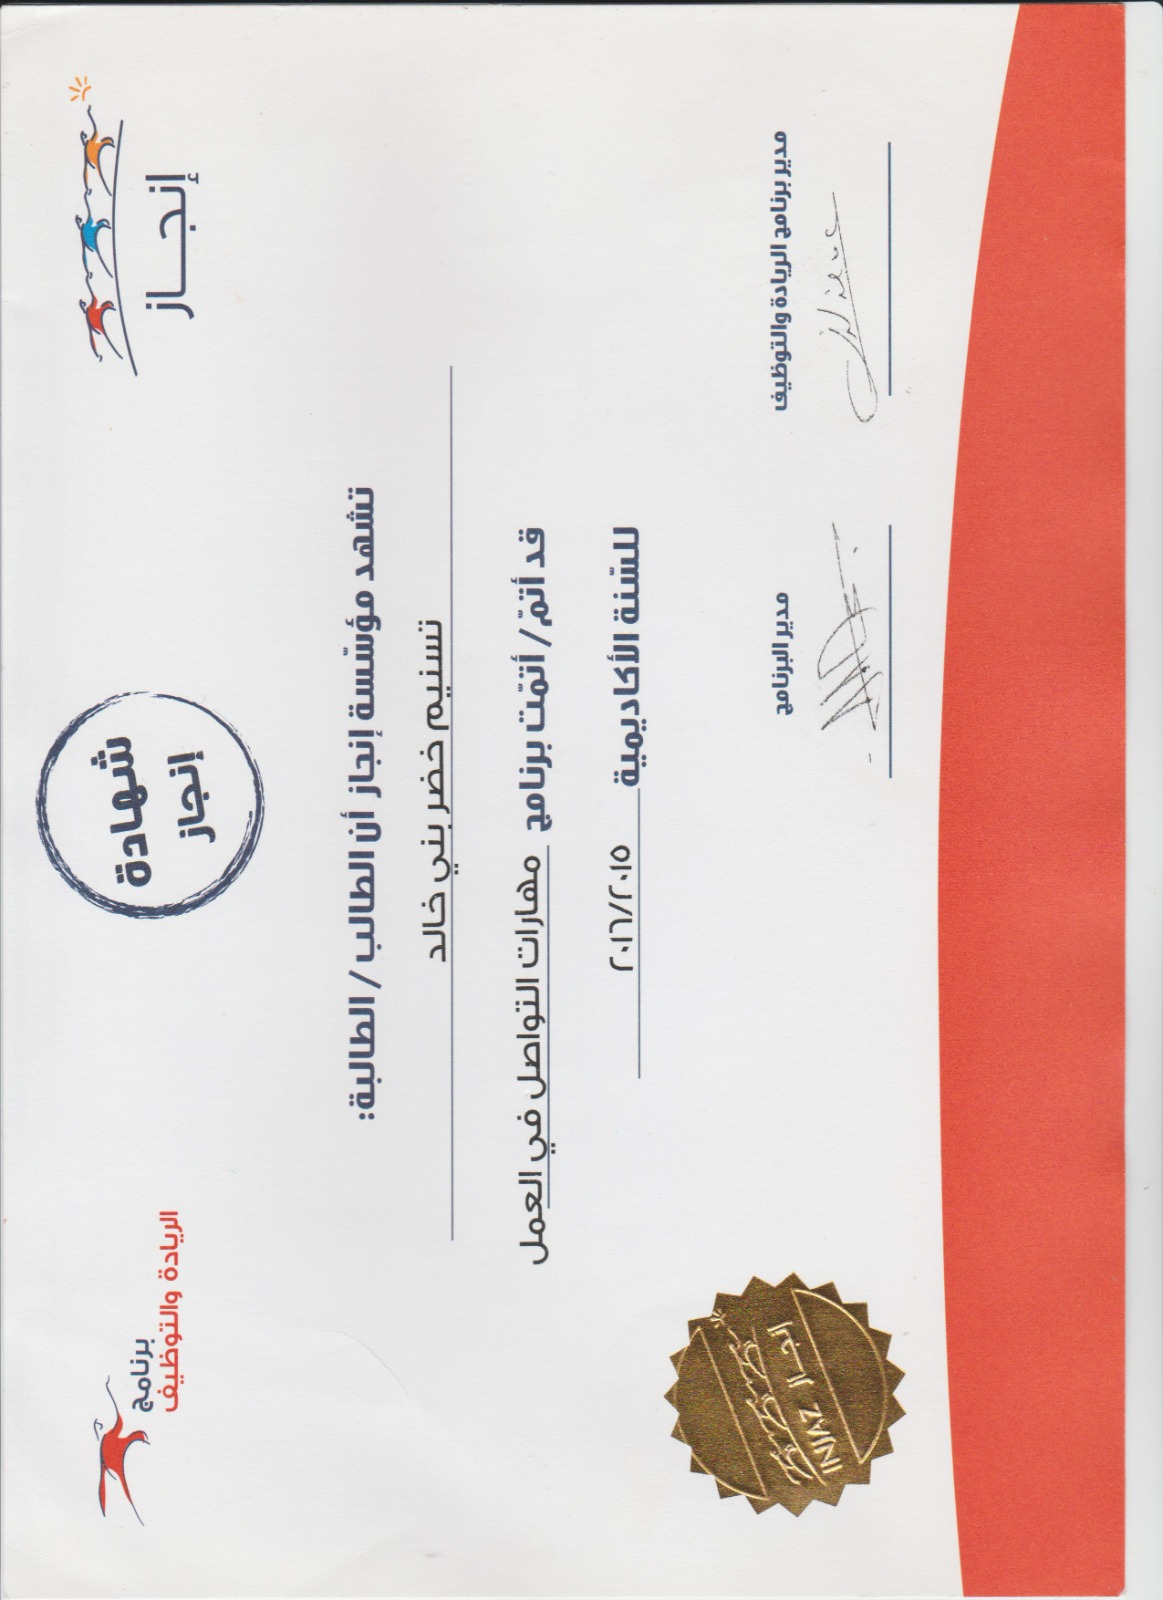 إنجاز
شهادة
إنجاز
برنامج
الريادة والتوظيف
تشهد مؤسّسة إنجاز أن الطالب / الطالبة:
تسنيم خضر بني خالد
قد أتمّ / أتمّت برنامج مهارات التواصل في العمل
للسّنة الأكاديمية ٢٠١٦/٢٠١٥
مدير برنامج الريادة والتوظيف
مدير البرنامج
إنجاز
INJAZ